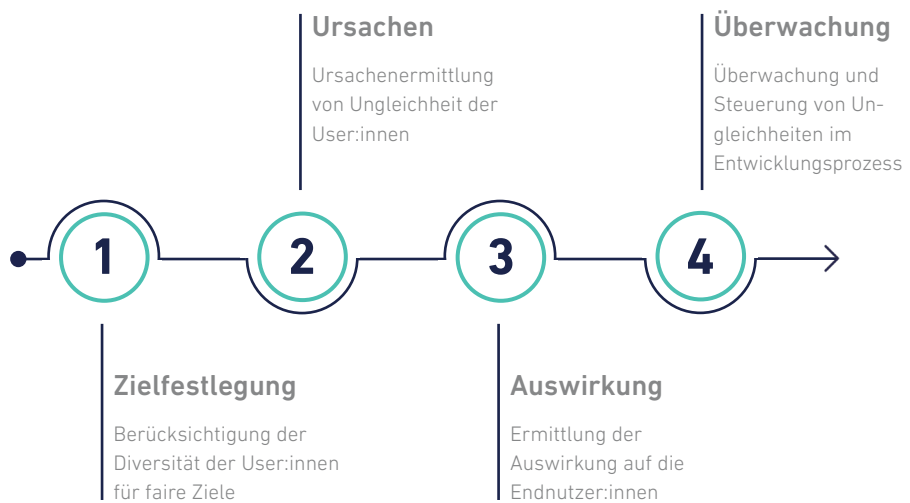 Ursachen
Ursachenermittlung
von Ungleichheit der
User:innen
Überwachung
Überwachung und
Steuerung von Un-
gleichheiten im
Entwicklungsprozess
1
2
3
4
Zielfestlegung
Berücksichtigung der
Diversität der User:innen
für faire Ziele
Auswirkung
Ermittlung der
Auswirkung auf die
Endnutzer:innen